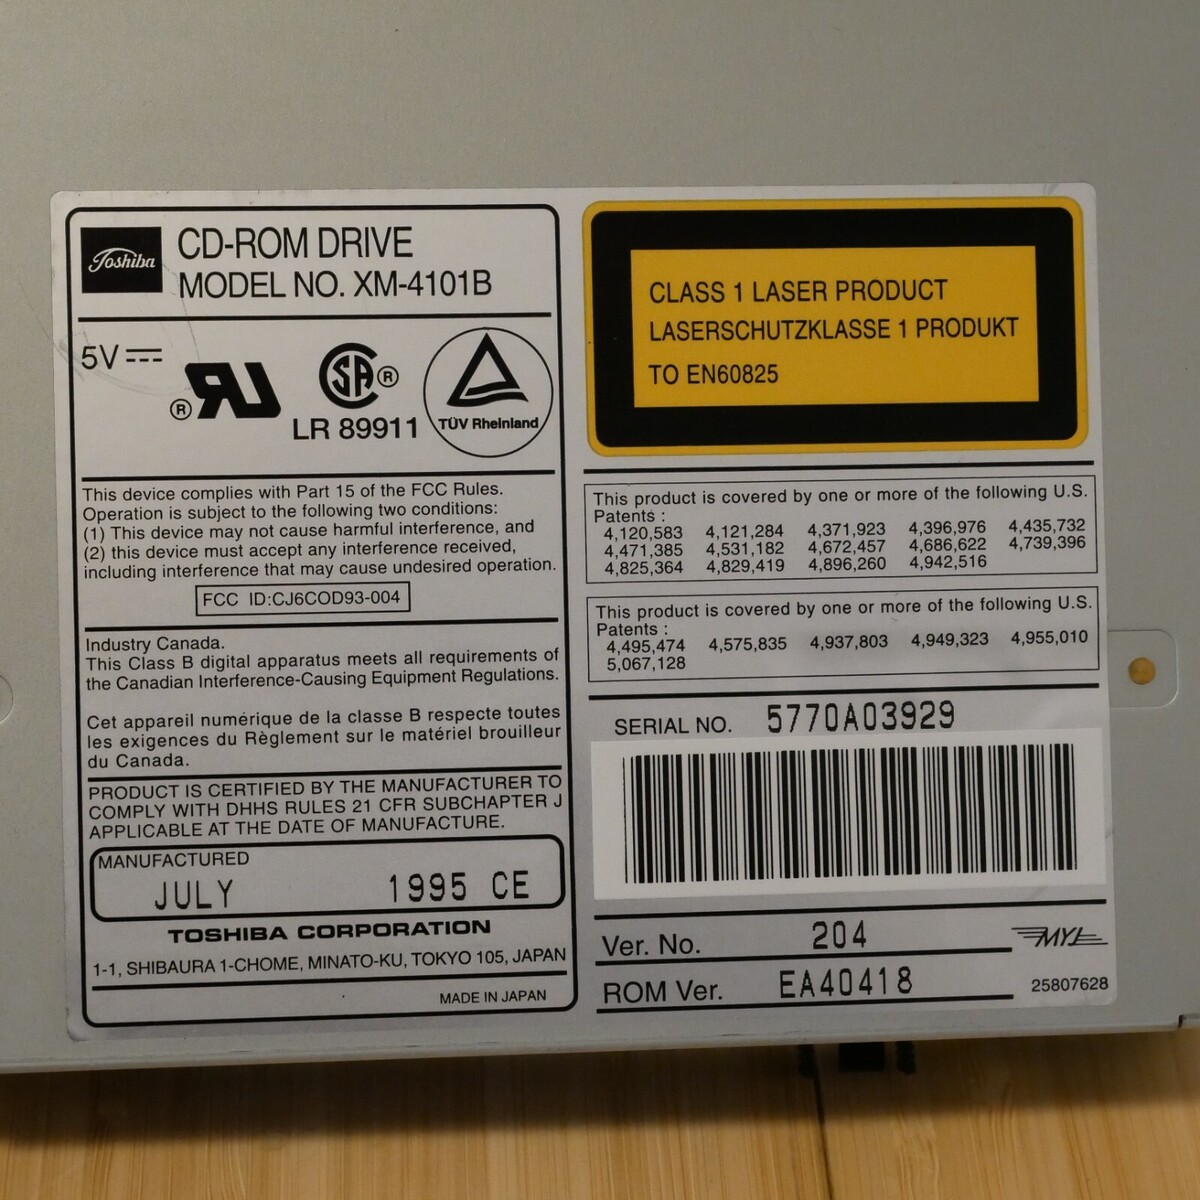 Toshiba
CD-ROM DRIVE
MODEL NO. XM-4101B
5V
® RU
SA ®
LR 89911
TÜV Rheinland
This device complies with Part 15 of the FCC Rules.
Operation is subject to the following two conditions:
(1) This device may not cause harmful interference, and
(2) this device must accept any interference received,
including interference that may cause undesired operation.
FCC ID:CJ6COD93-004
Industry Canada.
This Class B digital apparatus meets all requirements of
the Canadian Interference-Causing Equipment Regulations.
Cet appareil numérique de la classe B respecte toutes
les exigences du Règlement sur le matériel brouilleur
du Canada.
PRODUCT IS CERTIFIED BY THE MANUFACTURER TO
COMPLY WITH DHHS RULES 21 CFR SUBCHAPTER J
APPLICABLE AT THE DATE OF MANUFACTURE.
MANUFACTURED
JULY 1995 CE
TOSHIBA CORPORATION
1-1, SHIBAURA 1-CHOME, MINATO-KU, TOKYO 105, JAPAN
MADE IN JAPAN
CLASS 1 LASER PRODUCT
LASERSCHUTZKLASSE 1 PRODUKT
TO EN60825
This product is covered by one or more of the following U.S.
Patents :
4,120,583 4,121,284 4,371,923 4,396,976 4,435,732
4,471,385 4,531,182 4,672,457 4,686,622 4,739,396
4,825,364 4,829,419 4,896,260 4,942,516
This product is covered by one or more of the following U.S.
Patents :
4,495,474 4,575,835 4,937,803 4,949,323 4,955,010
5,067,128
SERIAL NO. 5770A03929
Ver. No. 204
MYL
ROM Ver. EA40418
25807628